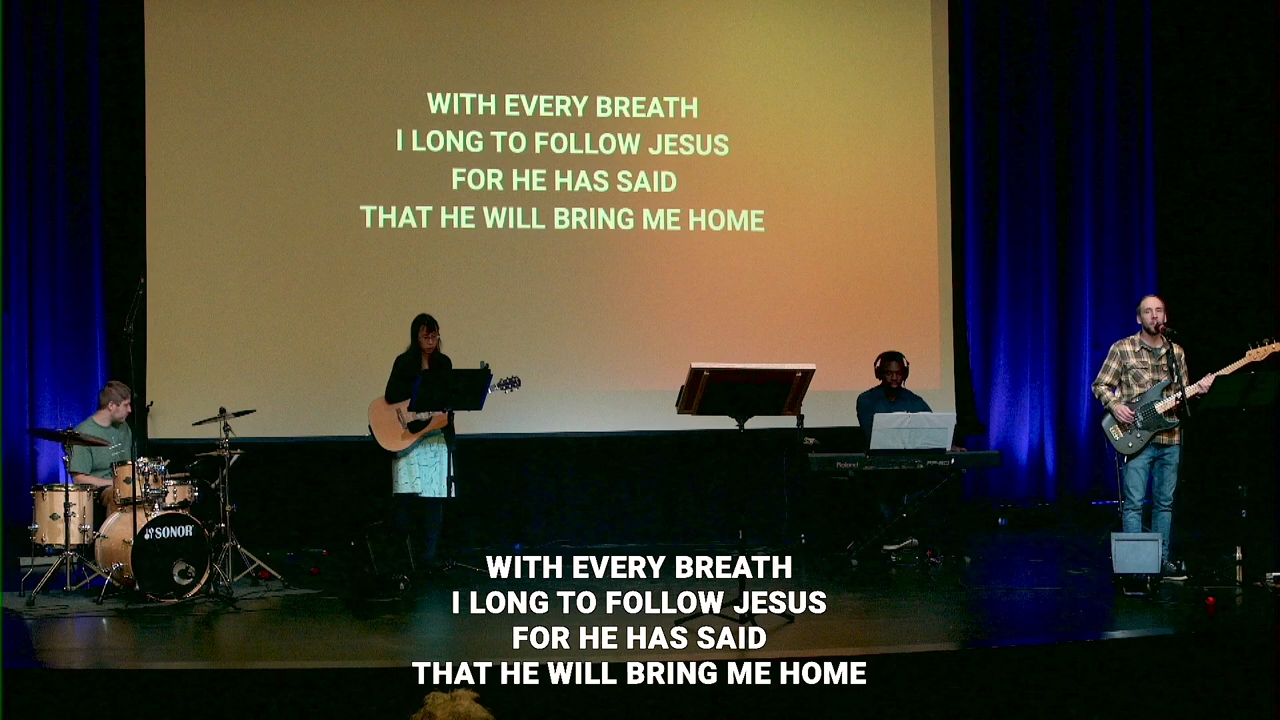 WITH EVERY BREATH
I LONG TO FOLLOW JESUS
FOR HE HAS SAID
THAT HE WILL BRING ME HOME
Roland
SONOR
WITH EVERY BREATH
I LONG TO FOLLOW JESUS
FOR HE HAS SAID
THAT HE WILL BRING ME HOME